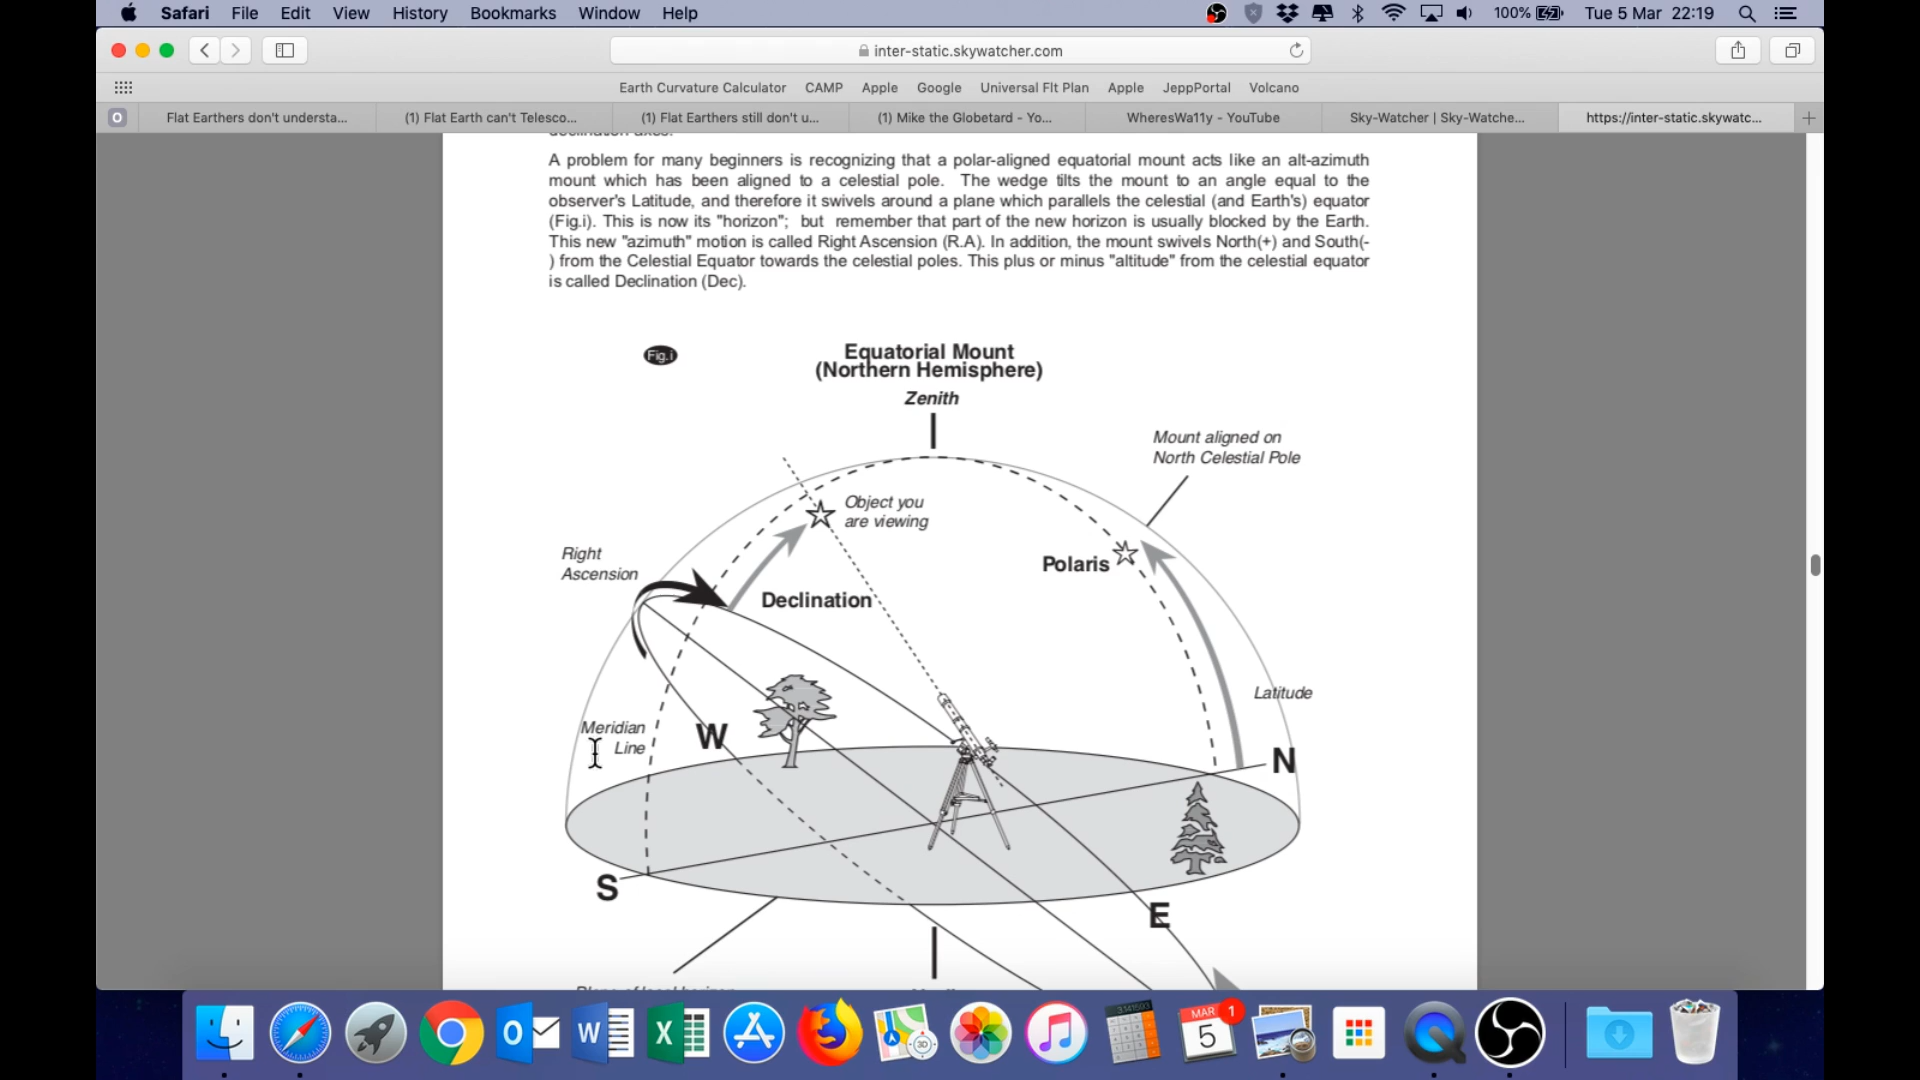 Safari File Edit View History Bookmarks Window Help 100% Tue 5 Mar 22:19
inter-static.skywatcher.com
Earth Curvature Calculator CAMP Apple Google Universal Flt Plan Apple JeppPortal Volcano
O Flat Earthers don't understa... (1) Flat Earth can't Telesco... (1) Flat Earthers still don't u... (1) Mike the Globetard - Yo... WheresWa11y - YouTube Sky-Watcher | Sky-Watche... https://inter-static.skywatc...
declination axes.
A problem for many beginners is recognizing that a polar-aligned equatorial mount acts like an alt-azimuth
mount which has been aligned to a celestial pole. The wedge tilts the mount to an angle equal to the
observer's Latitude, and therefore it swivels around a plane which parallels the celestial (and Earth's) equator
(Fig.i). This is now its "horizon"; but remember that part of the new horizon is usually blocked by the Earth.
This new "azimuth" motion is called Right Ascension (R.A). In addition, the mount swivels North(+) and South(-
) from the Celestial Equator towards the celestial poles. This plus or minus "altitude" from the celestial equator
is called Declination (Dec).
Fig.i
Equatorial Mount
(Northern Hemisphere)
Zenith
Mount aligned on
North Celestial Pole
Object you
are viewing
Right
Ascension
Polaris
Declination
Latitude
Meridian
Line
W
N
S
E
MAR
1
5
3D